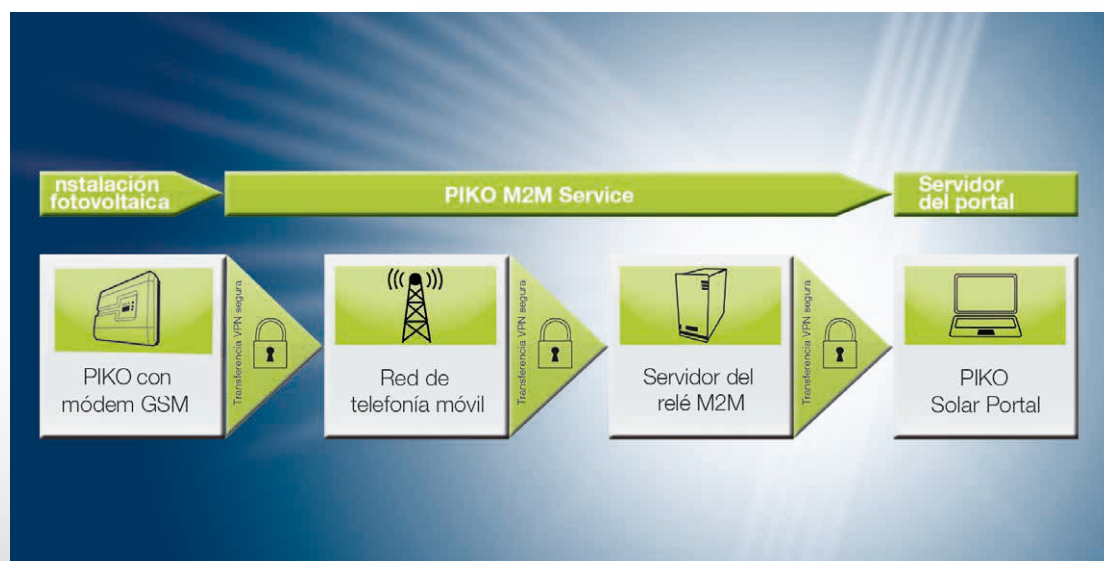 nstalación
fotovoltaica
PIKO M2M Service
Servidor
del portal
PIKO con
módem GSM
Transferencia VPN segura
Red de
telefonía móvil
Transferencia VPN segura
Servidor del
relé M2M
Transferencia VPN segura
PIKO
Solar Portal